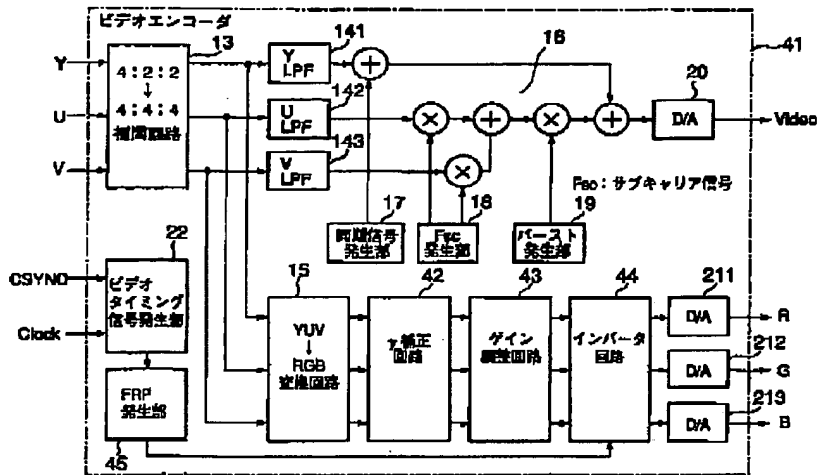 ビデオエンコーダ
13
141
16
41
Y
4:2:2
↓
4:4:4
補間回路
Y
LPF
+
20
142
U
U
LPF
×
+
×
+
D/A
Video
143
V
V
LPF
×
Fsc:サブキャリア信号
17
18
19
同期信号
発生部
Fsc
発生部
バースト
発生部
22
CSYNC
ビデオ
タイミング
信号発生部
Clock
15
42
43
44
211
YUV
↓
RGB
変換回路
γ補正
回路
ゲイン
調整回路
インバータ
回路
D/A
R
212
D/A
G
213
D/A
B
FRP
発生部
45